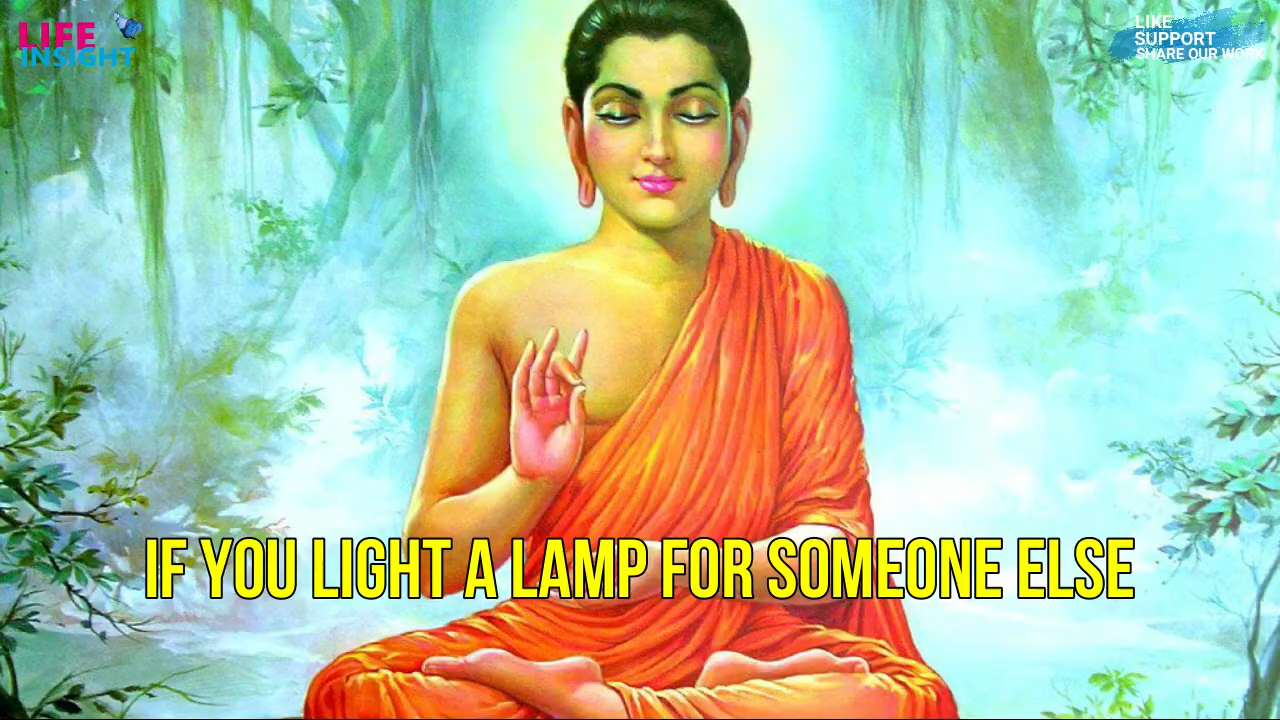 LIFE
INSIGHT
LIKE
SUPPORT
SHARE OUR WORK
IF YOU LIGHT A LAMP FOR SOMEONE ELSE